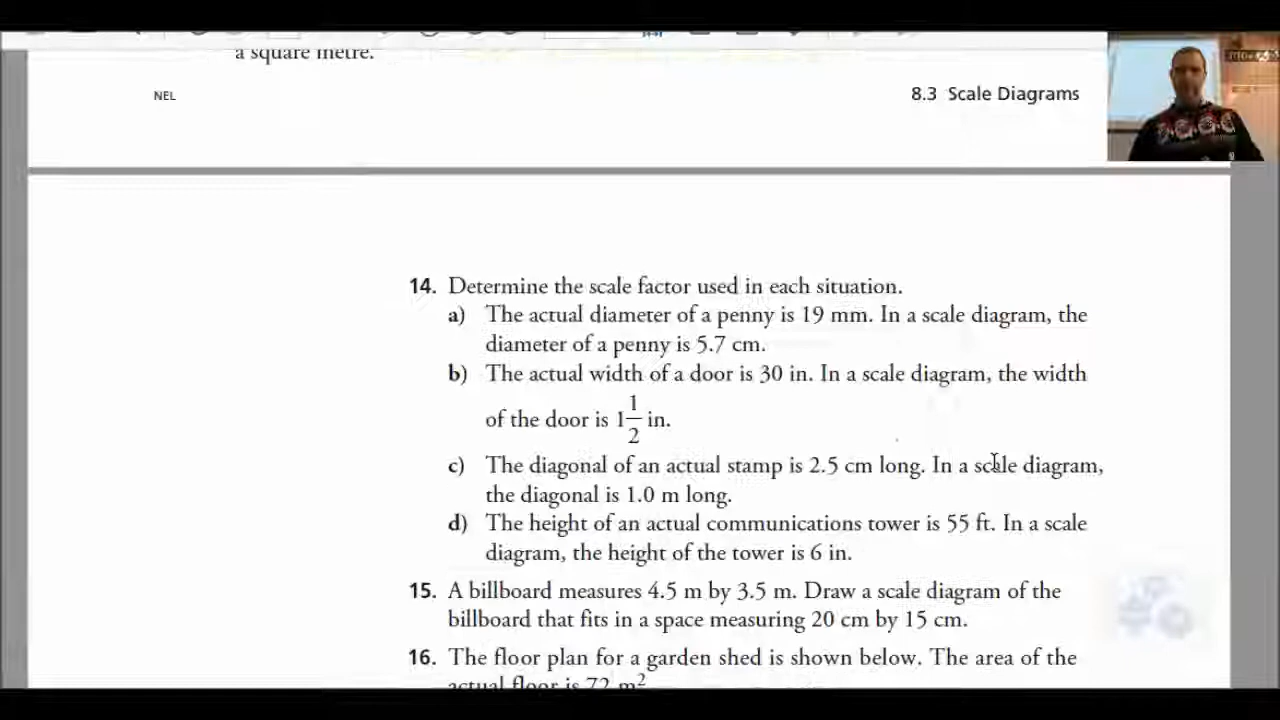 a square metre.
NEL
8.3 Scale Diagrams
14. Determine the scale factor used in each situation.
a) The actual diameter of a penny is 19 mm. In a scale diagram, the
diameter of a penny is 5.7 cm.
b) The actual width of a door is 30 in. In a scale diagram, the width
of the door is 1 1/2 in.
c) The diagonal of an actual stamp is 2.5 cm long. In a scale diagram,
the diagonal is 1.0 m long.
d) The height of an actual communications tower is 55 ft. In a scale
diagram, the height of the tower is 6 in.
15. A billboard measures 4.5 m by 3.5 m. Draw a scale diagram of the
billboard that fits in a space measuring 20 cm by 15 cm.
16. The floor plan for a garden shed is shown below. The area of the
actual floor is 72 m²